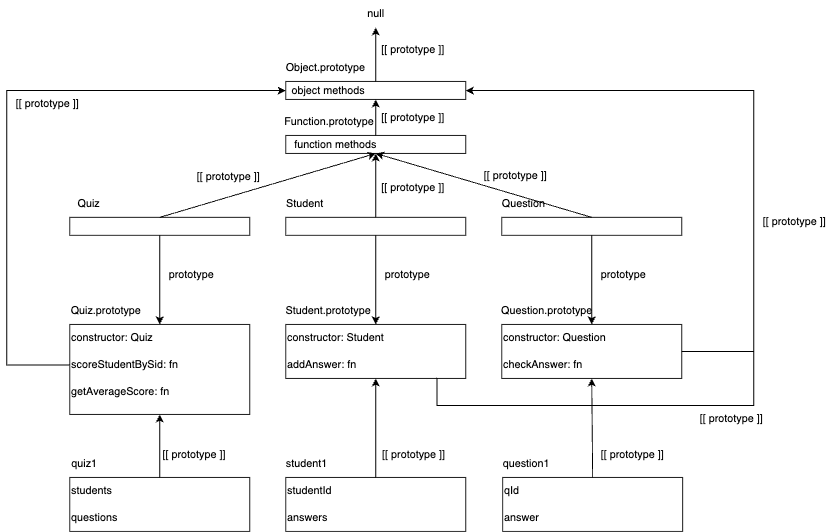 null
[[ prototype ]]
Object.prototype
object methods
[[ prototype ]]
Function.prototype
[[ prototype ]]
function methods
[[ prototype ]]
[[ prototype ]]
[[ prototype ]]
Quiz
Student
Question
[[ prototype ]]
prototype
prototype
prototype
Quiz.prototype
Student.prototype
Question.prototype
constructor: Quiz
constructor: Student
constructor: Question
scoreStudentBySid: fn
addAnswer: fn
checkAnswer: fn
getAverageScore: fn
[[ prototype ]]
[[ prototype ]]
[[ prototype ]]
[[ prototype ]]
quiz1
student1
question1
students
studentId
qId
questions
answers
answer